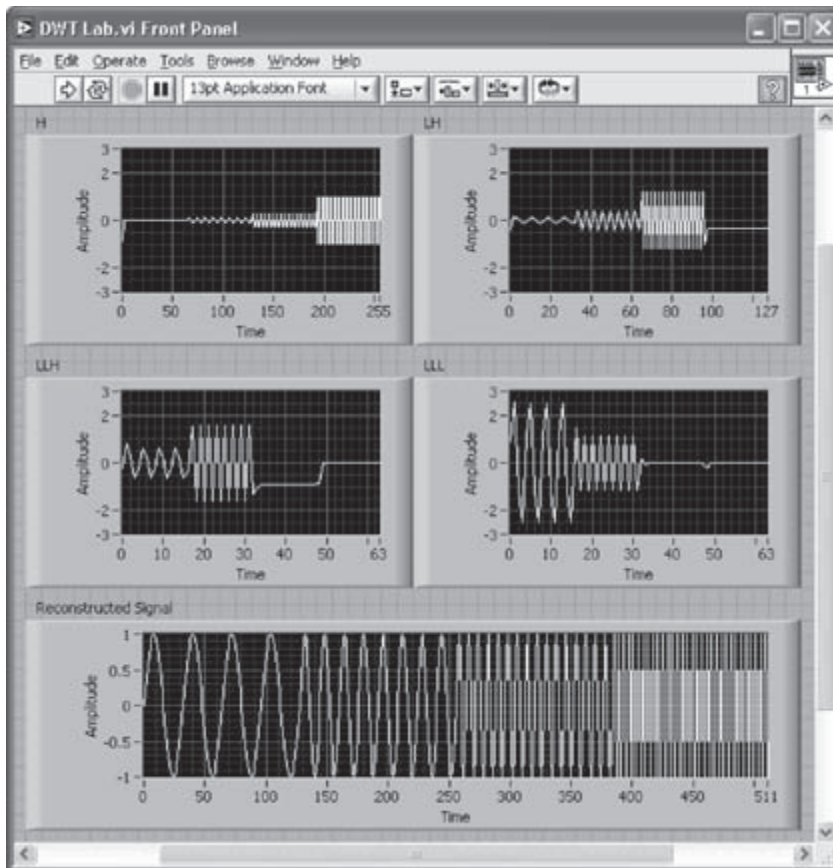 DWT Lab.vi Front Panel
File Edit Operate Tools Browse Window Help
13pt Application Font
1
H
3
2
0
-2
-3
Amplitude
0 50 100 150 200 255
Time
LH
3
2
0
-2
-3
Amplitude
0 20 40 60 80 100 127
Time
LLH
3
2
0
-2
-3
Amplitude
0 10 20 30 40 50 63
Time
LLL
3
2
0
-2
-3
Amplitude
0 10 20 30 40 50 63
Time
Reconstructed Signal
1
0.5
0
-0.5
-1
Amplitude
0 50 100 150 200 250 300 350 400 450 511
Time